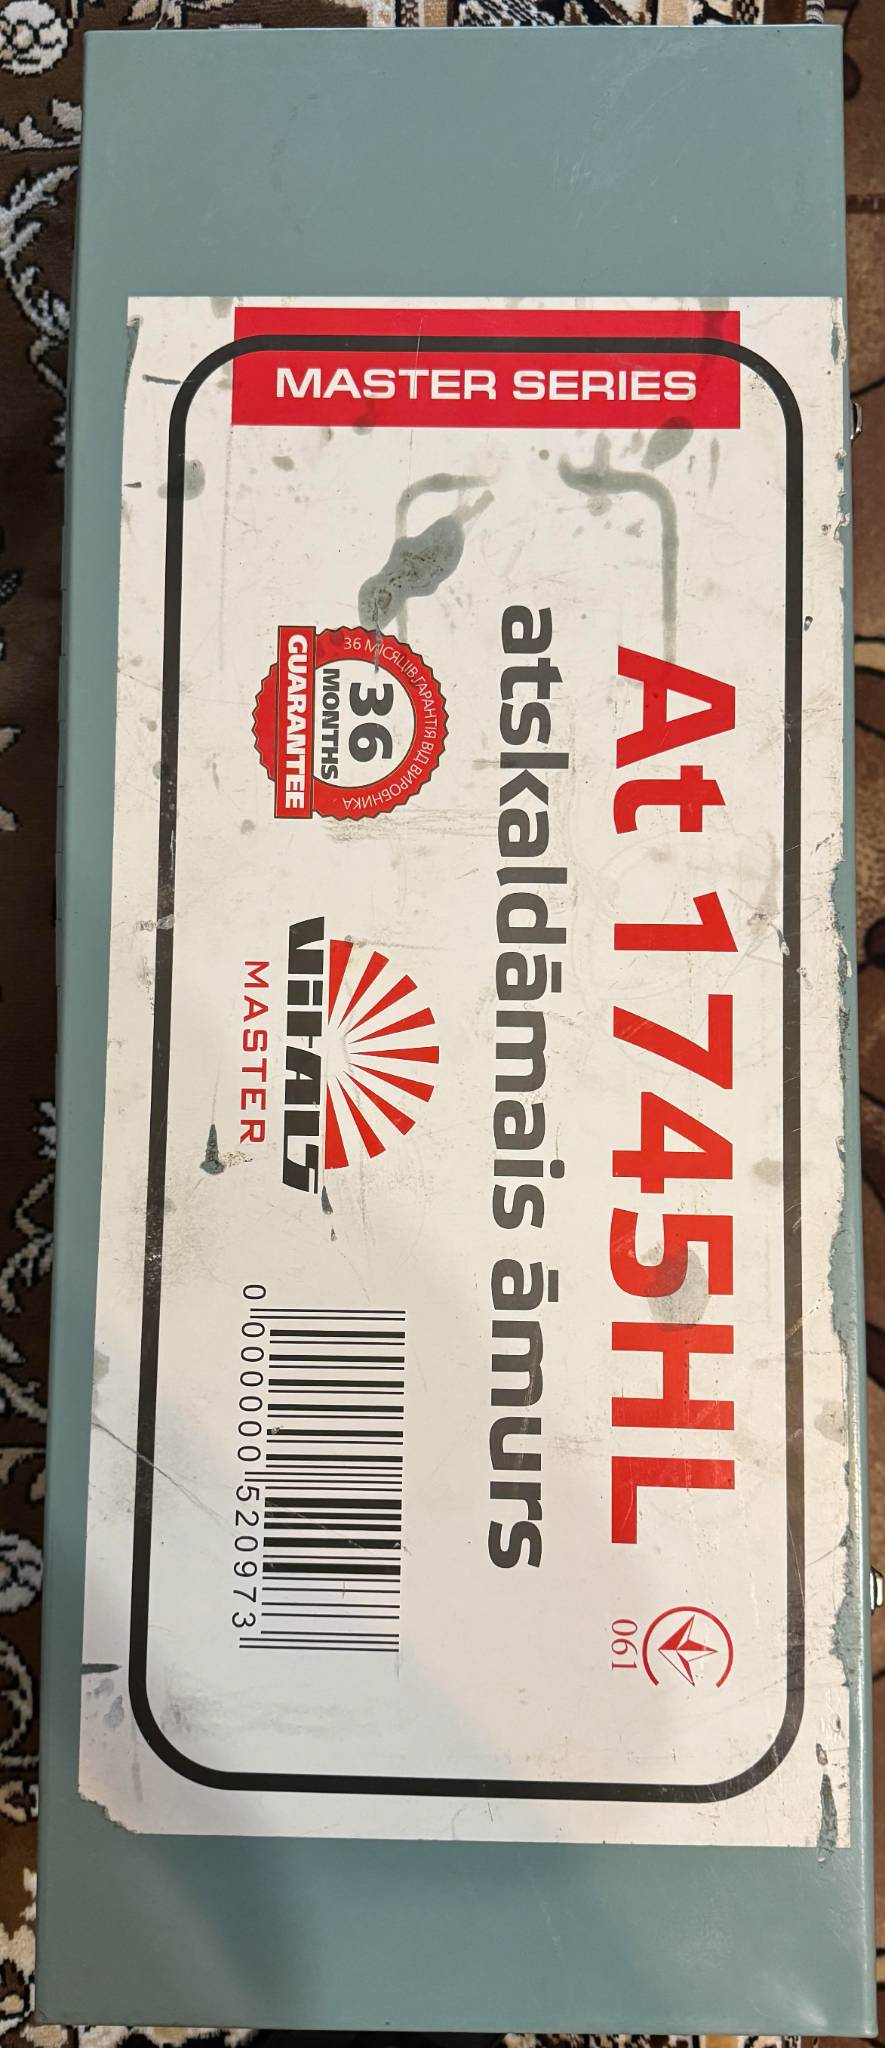 MASTER SERIES
At 1745HL
061
atskaldāmais āmurs
36 МІСЯЦІВ ГАРАНТІЯ ВІД ВИРОБНИКА
36
MONTHS
GUARANTEE
Vitals
MASTER
0 000000 520973